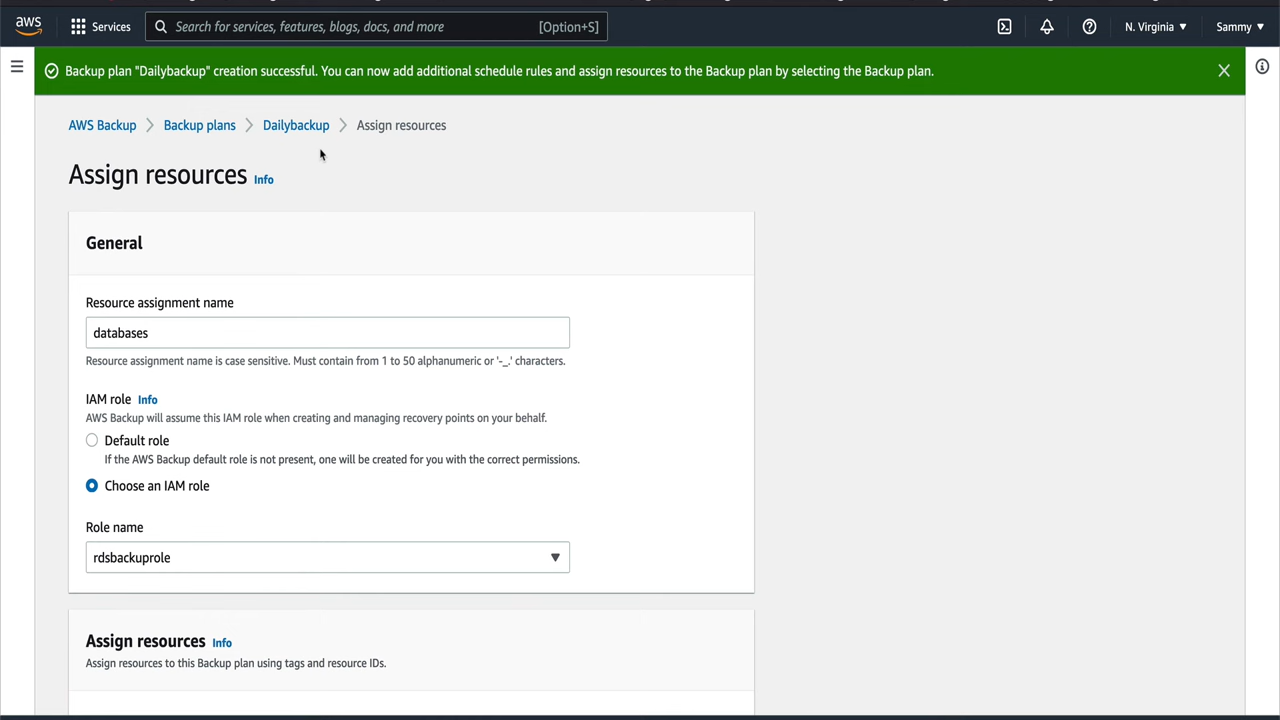 aws
Services
Search for services, features, blogs, docs, and more
[Option+S]
N. Virginia
Sammy
Backup plan "Dailybackup" creation successful. You can now add additional schedule rules and assign resources to the Backup plan by selecting the Backup plan.
AWS Backup
Backup plans
Dailybackup
Assign resources
Assign resources Info
General
Resource assignment name
databases
Resource assignment name is case sensitive. Must contain from 1 to 50 alphanumeric or '-_.' characters.
IAM role Info
AWS Backup will assume this IAM role when creating and managing recovery points on your behalf.
Default role
If the AWS Backup default role is not present, one will be created for you with the correct permissions.
Choose an IAM role
Role name
rdsbackuprole
Assign resources Info
Assign resources to this Backup plan using tags and resource IDs.